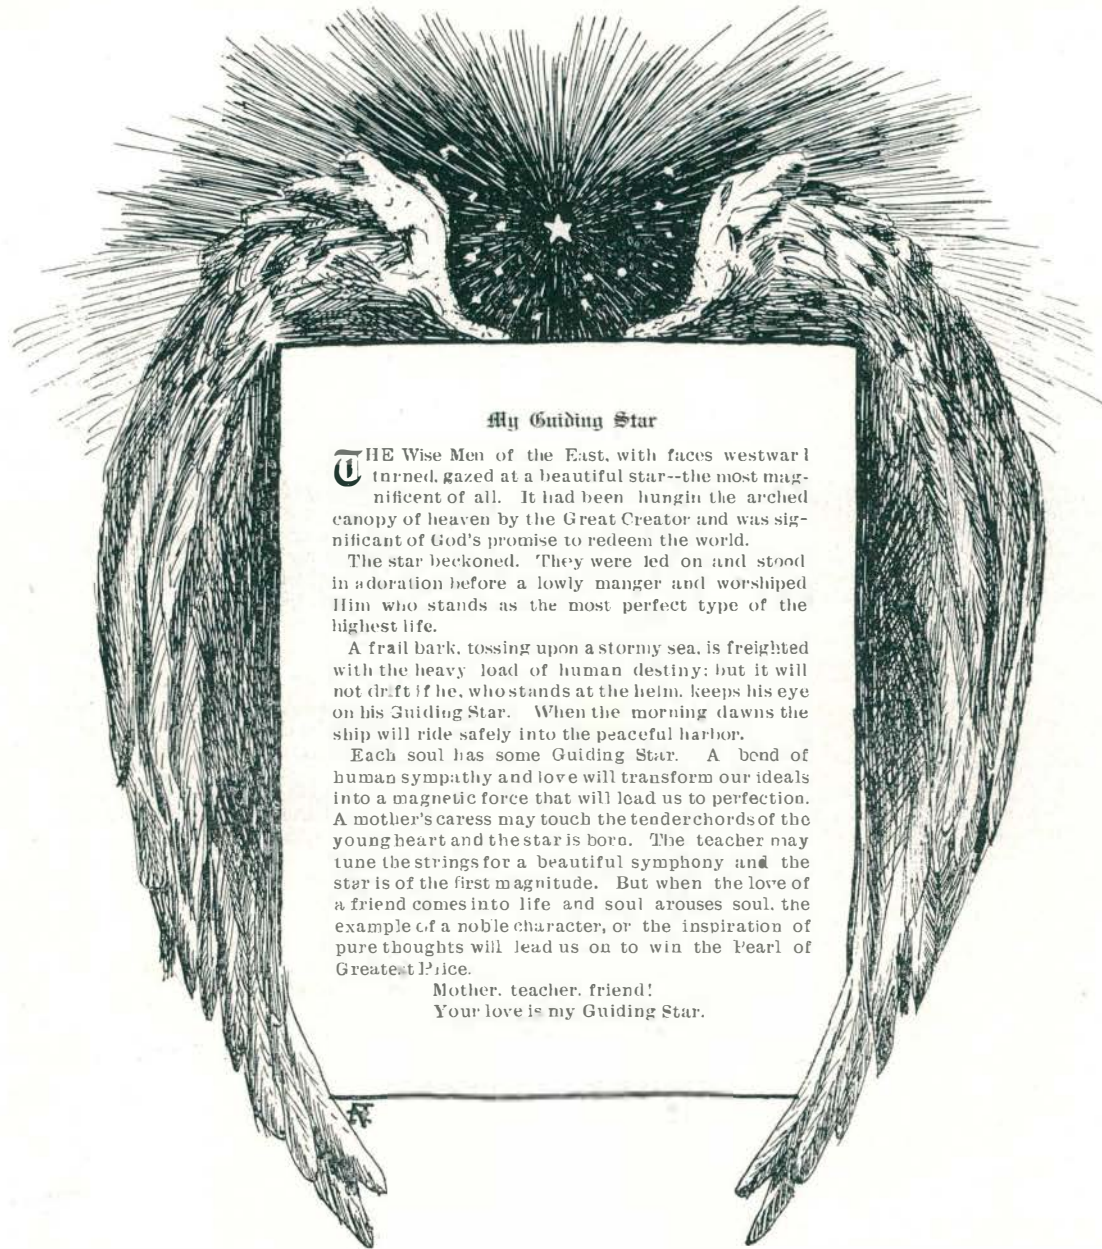 My Guiding Star
THE Wise Men of the East, with faces westward
turned, gazed at a beautiful star--the most mag-
nificent of all. It had been hung in the arched
canopy of heaven by the Great Creator and was sig-
nificant of God's promise to redeem the world.
The star beckoned. They were led on and stood
in adoration before a lowly manger and worshiped
Him who stands as the most perfect type of the
highest life.
A frail bark, tossing upon a stormy sea, is freighted
with the heavy load of human destiny; but it will
not drift if he, who stands at the helm, keeps his eye
on his Guiding Star. When the morning dawns the
ship will ride safely into the peaceful harbor.
Each soul has some Guiding Star. A bond of
human sympathy and love will transform our ideals
into a magnetic force that will lead us to perfection.
A mother's caress may touch the tender chords of the
young heart and the star is born. The teacher may
tune the strings for a beautiful symphony and the
star is of the first magnitude. But when the love of
a friend comes into life and soul arouses soul, the
example of a noble character, or the inspiration of
pure thoughts will lead us on to win the Pearl of
Greatest Price.
Mother, teacher, friend!
Your love is my Guiding Star.